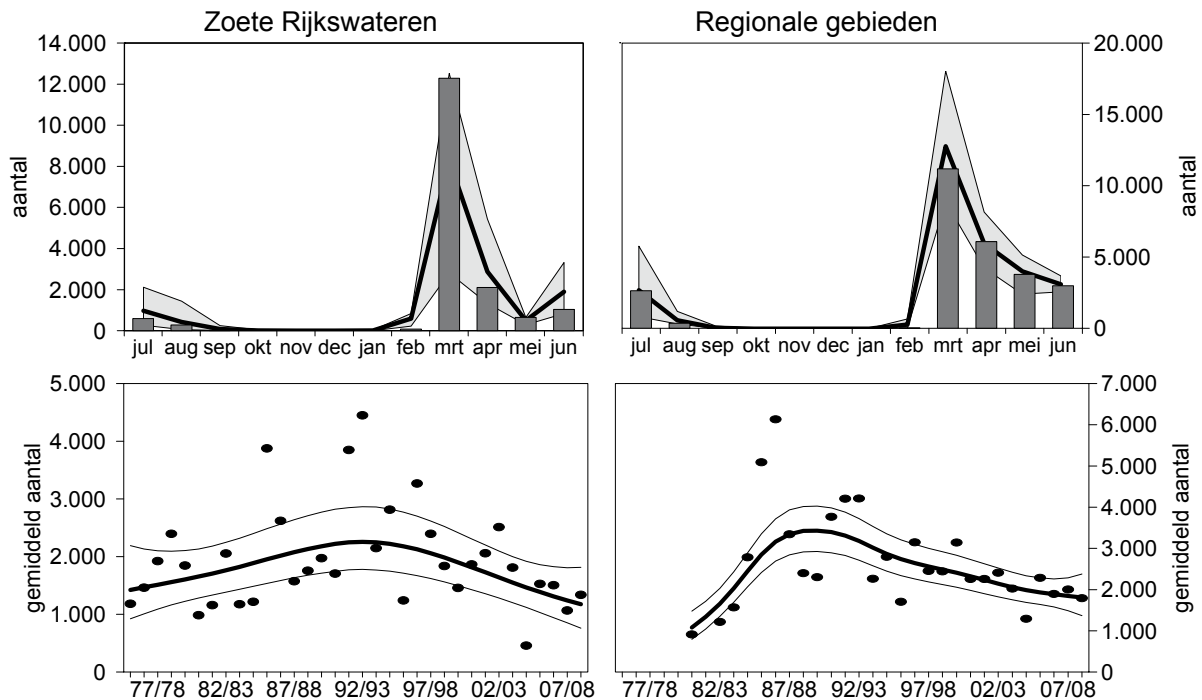 Zoete Rijkswateren
Regionale gebieden
14.000
12.000
10.000
8.000
6.000
4.000
2.000
0
aantal
jul aug sep okt nov dec jan feb mrt apr mei jun
20.000
15.000
10.000
5.000
0
aantal
jul aug sep okt nov dec jan feb mrt apr mei jun
5.000
4.000
3.000
2.000
1.000
0
gemiddeld aantal
77/78 82/83 87/88 92/93 97/98 02/03 07/08
7.000
6.000
5.000
4.000
3.000
2.000
1.000
0
gemiddeld aantal
77/78 82/83 87/88 92/93 97/98 02/03 07/08